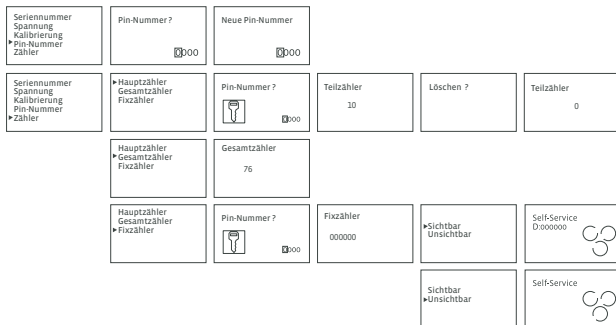 Seriennummer
Spannung
Kalibrierung
▸Pin-Nummer
Zähler
Pin-Nummer ?
0000
Neue Pin-Nummer
0000
Seriennummer
Spannung
Kalibrierung
Pin-Nummer
▸Zähler
▸Hauptzähler
Gesamtzähler
Fixzähler
Pin-Nummer ?
0000
Teilzähler
10
Löschen ?
Teilzähler
0
Hauptzähler
▸Gesamtzähler
Fixzähler
Gesamtzähler
76
Hauptzähler
Gesamtzähler
▸Fixzähler
Pin-Nummer ?
0000
Fixzähler
000000
▸Sichtbar
Unsichtbar
Self-Service
D:000000
Sichtbar
▸Unsichtbar
Self-Service